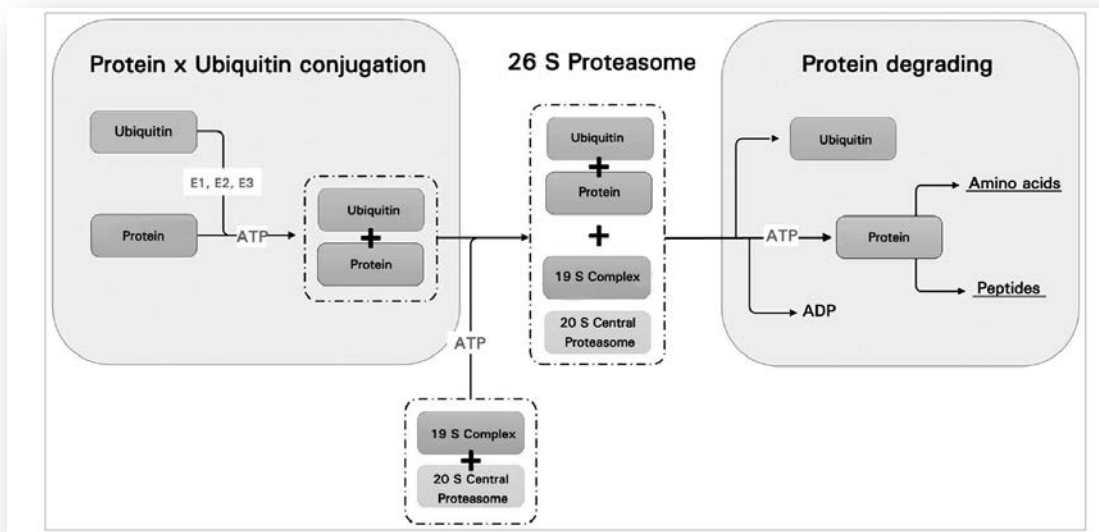 Protein x Ubiquitin conjugation
Ubiquitin
E1, E2, E3
Protein
ATP
Ubiquitin
+
Protein
ATP
19 S Complex
+
20 S Central
Proteasome
26 S Proteasome
Ubiquitin
+
Protein
+
19 S Complex
20 S Central
Proteasome
Protein degrading
Ubiquitin
ATP
Protein
Amino acids
Peptides
ADP